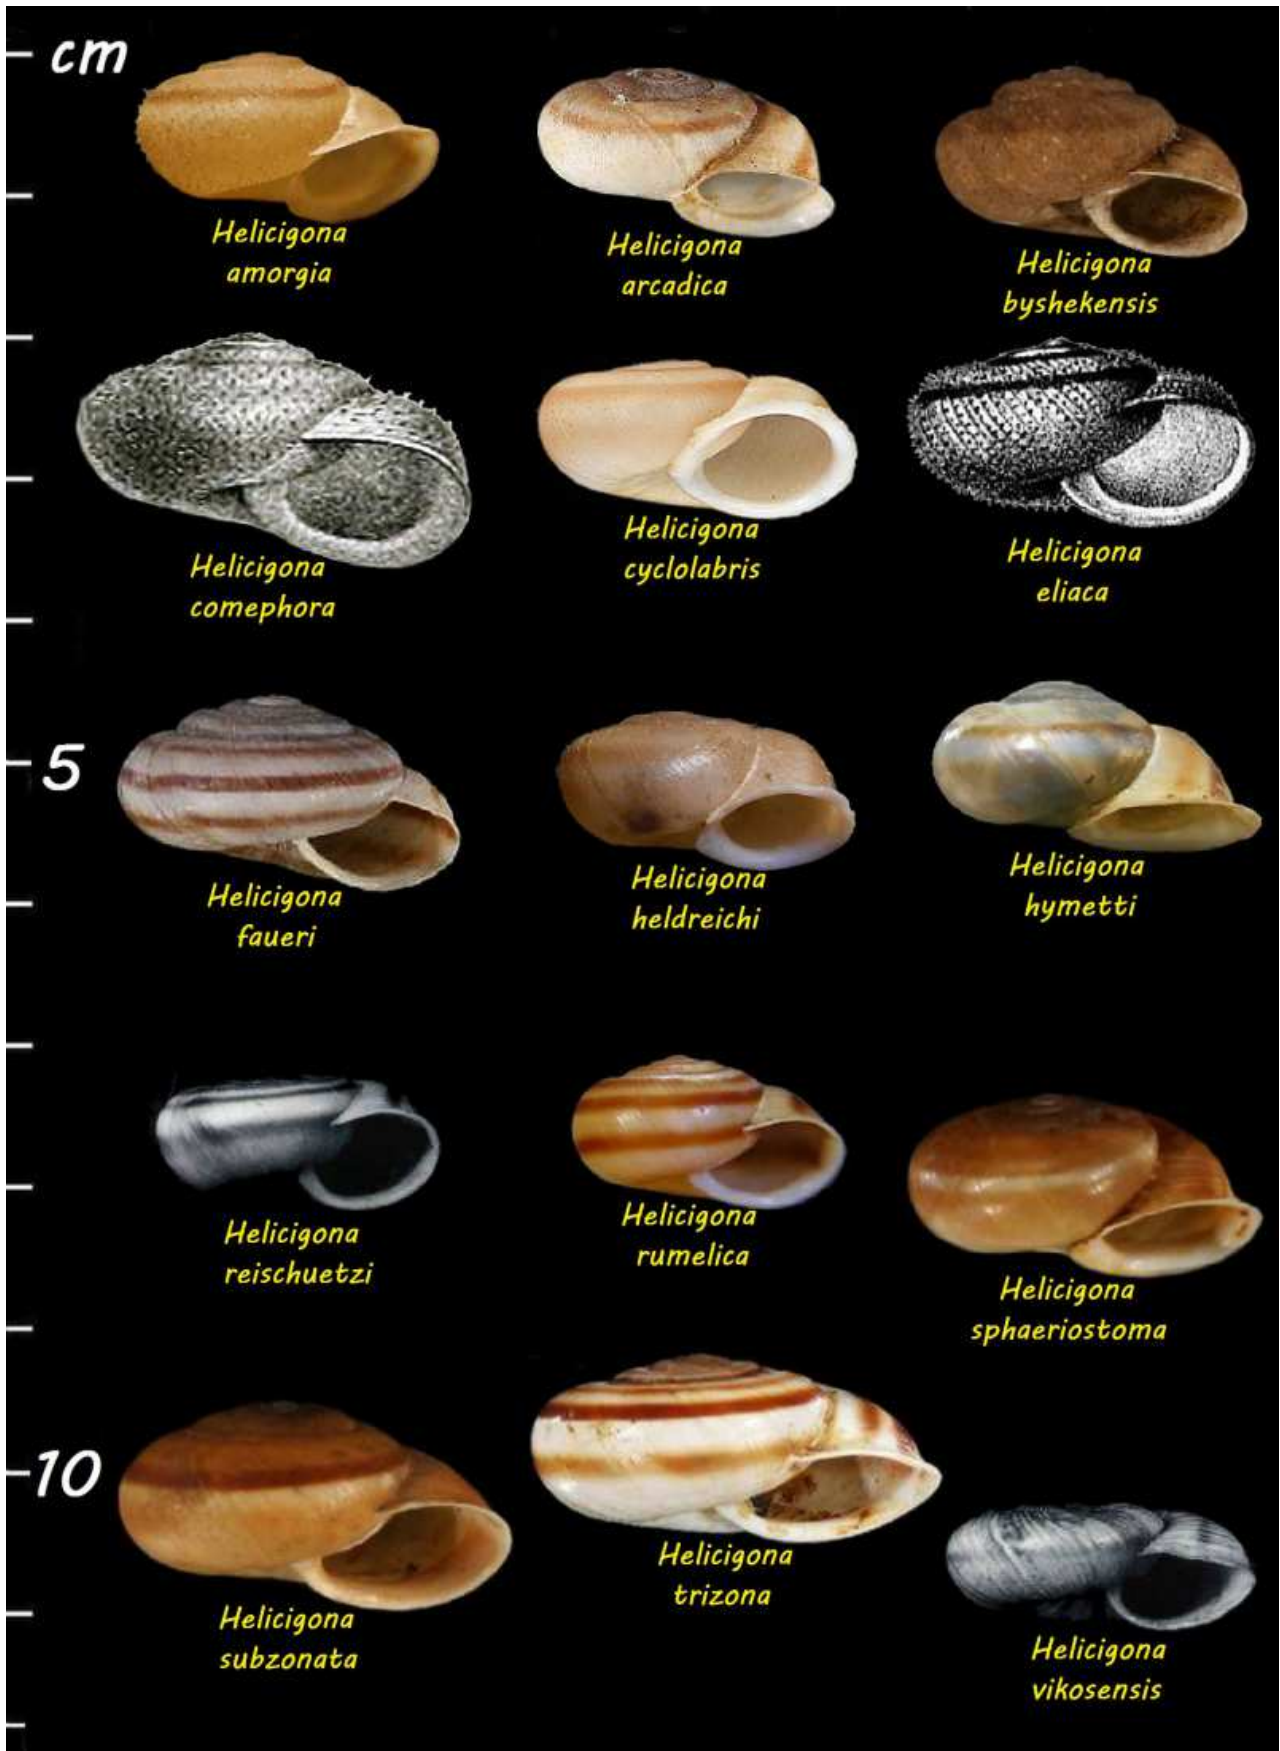 cm
Helicigona
amorgia
Helicigona
arcadica
Helicigona
byshekensis
Helicigona
comephora
Helicigona
cyclolabris
Helicigona
eliaca
5
Helicigona
faueri
Helicigona
heldreichi
Helicigona
hymetti
Helicigona
reischuetzi
Helicigona
rumelica
Helicigona
sphaeriostoma
10
Helicigona
subzonata
Helicigona
trizona
Helicigona
vikosensis